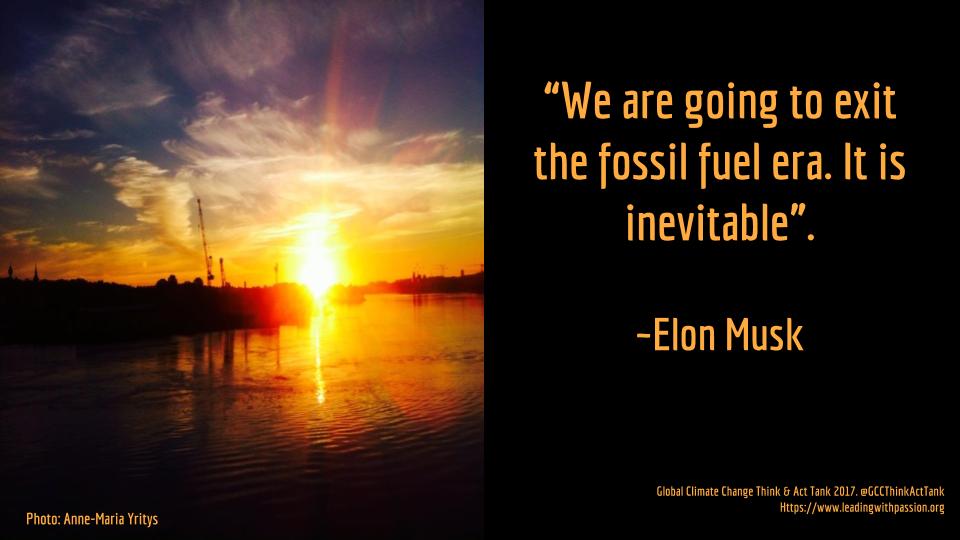 “We are going to exit
the fossil fuel era. It is
inevitable”.
-Elon Musk
Global Climate Change Think & Act Tank 2017. @GCCThinkActTank
Https://www.leadingwithpassion.org
Photo: Anne-Maria Yritys